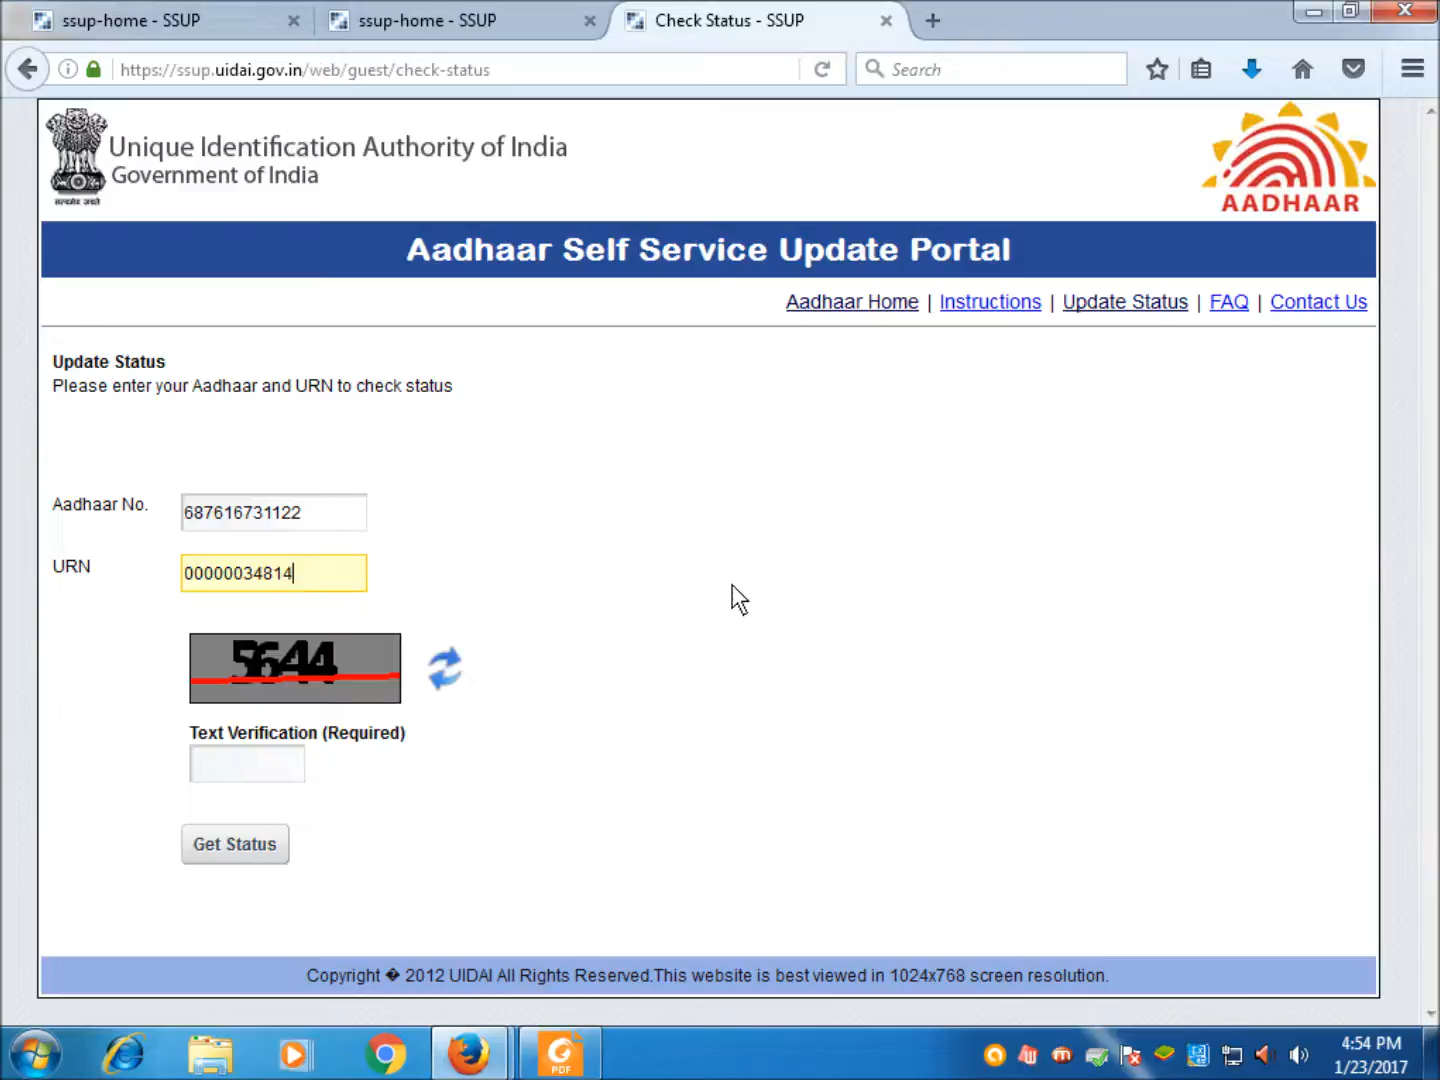 ssup-home - SSUP
ssup-home - SSUP
Check Status - SSUP
https://ssup.uidai.gov.in/web/guest/check-status
Search
Unique Identification Authority of India
Government of India
सत्यमेव जयते
AADHAAR
Aadhaar Self Service Update Portal
Aadhaar Home | Instructions | Update Status | FAQ | Contact Us
Update Status
Please enter your Aadhaar and URN to check status
Aadhaar No.
687616731122
URN
00000034814
5644
Text Verification (Required)
Get Status
Copyright � 2012 UIDAI All Rights Reserved.This website is best viewed in 1024x768 screen resolution.
PDF
4:54 PM
1/23/2017